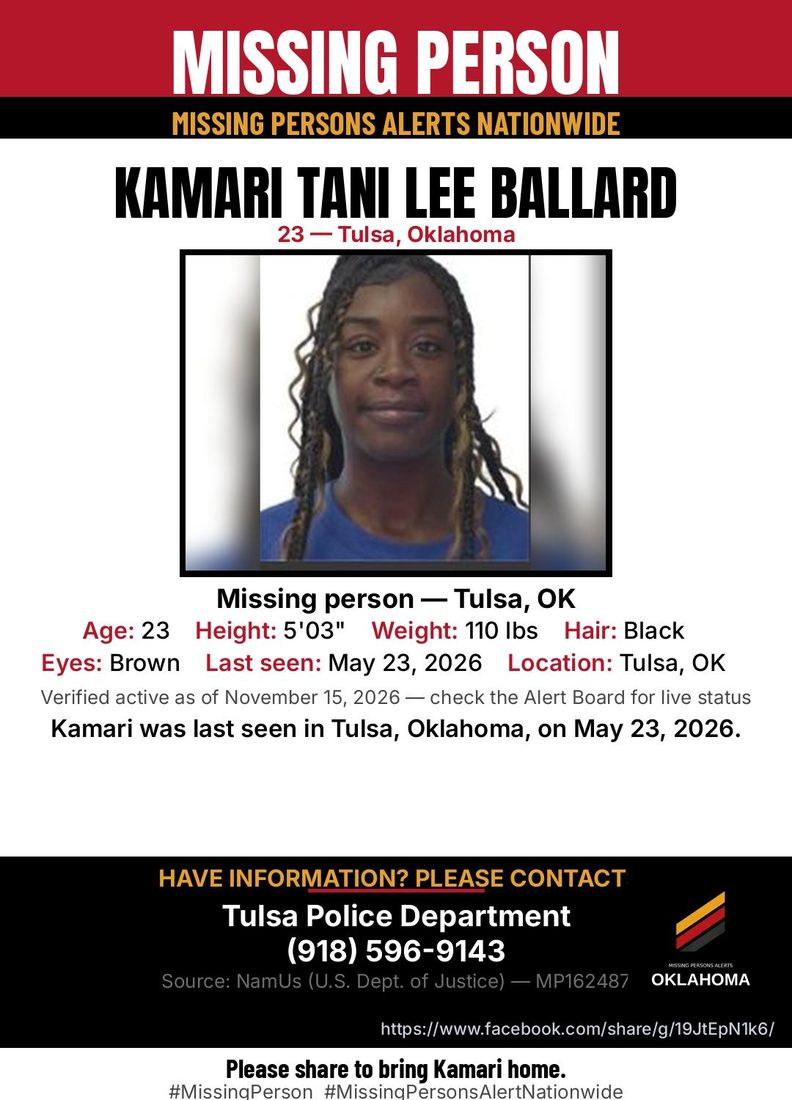 MISSING PERSON
MISSING PERSONS ALERTS NATIONWIDE
KAMARI TANI LEE BALLARD
23 — Tulsa, Oklahoma
Missing person — Tulsa, OK
Age: 23 Height: 5'03" Weight: 110 lbs Hair: Black
Eyes: Brown Last seen: May 23, 2026 Location: Tulsa, OK
Verified active as of November 15, 2026 — check the Alert Board for live status
Kamari was last seen in Tulsa, Oklahoma, on May 23, 2026.
HAVE INFORMATION? PLEASE CONTACT
Tulsa Police Department
(918) 596-9143
Source: NamUs (U.S. Dept. of Justice) — MP162487
MISSING PERSONS ALERTS
OKLAHOMA
https://www.facebook.com/share/g/19JtEpN1k6/
Please share to bring Kamari home.
#MissingPerson #MissingPersonsAlertNationwide